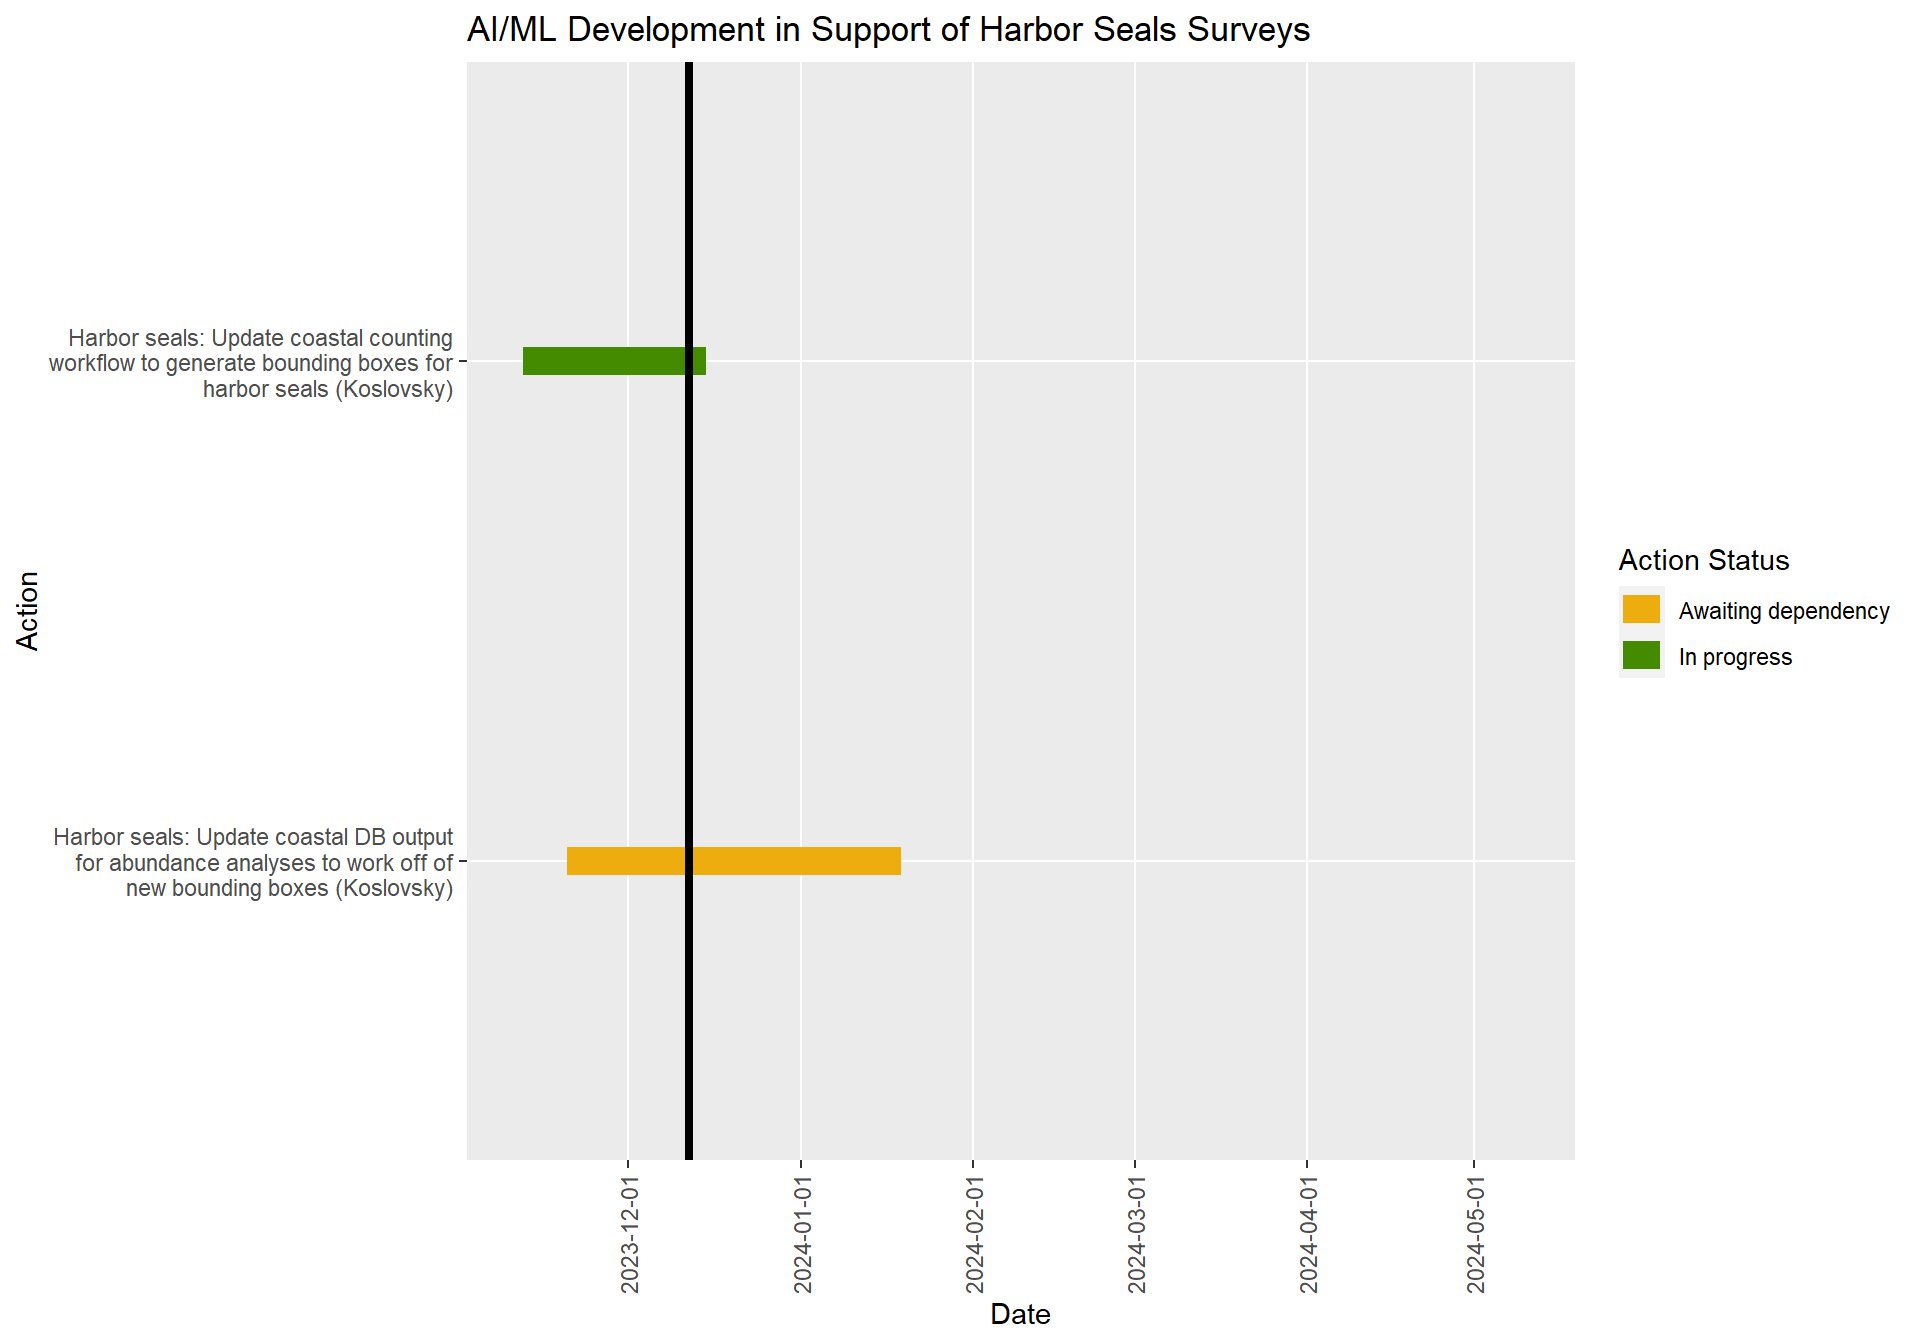 AI/ML Development in Support of Harbor Seals Surveys
Action
Harbor seals: Update coastal counting
workflow to generate bounding boxes for
harbor seals (Koslovsky)
Harbor seals: Update coastal DB output
for abundance analyses to work off of
new bounding boxes (Koslovsky)
2023-12-01
2024-01-01
2024-02-01
2024-03-01
2024-04-01
2024-05-01
Date
Action Status
Awaiting dependency
In progress